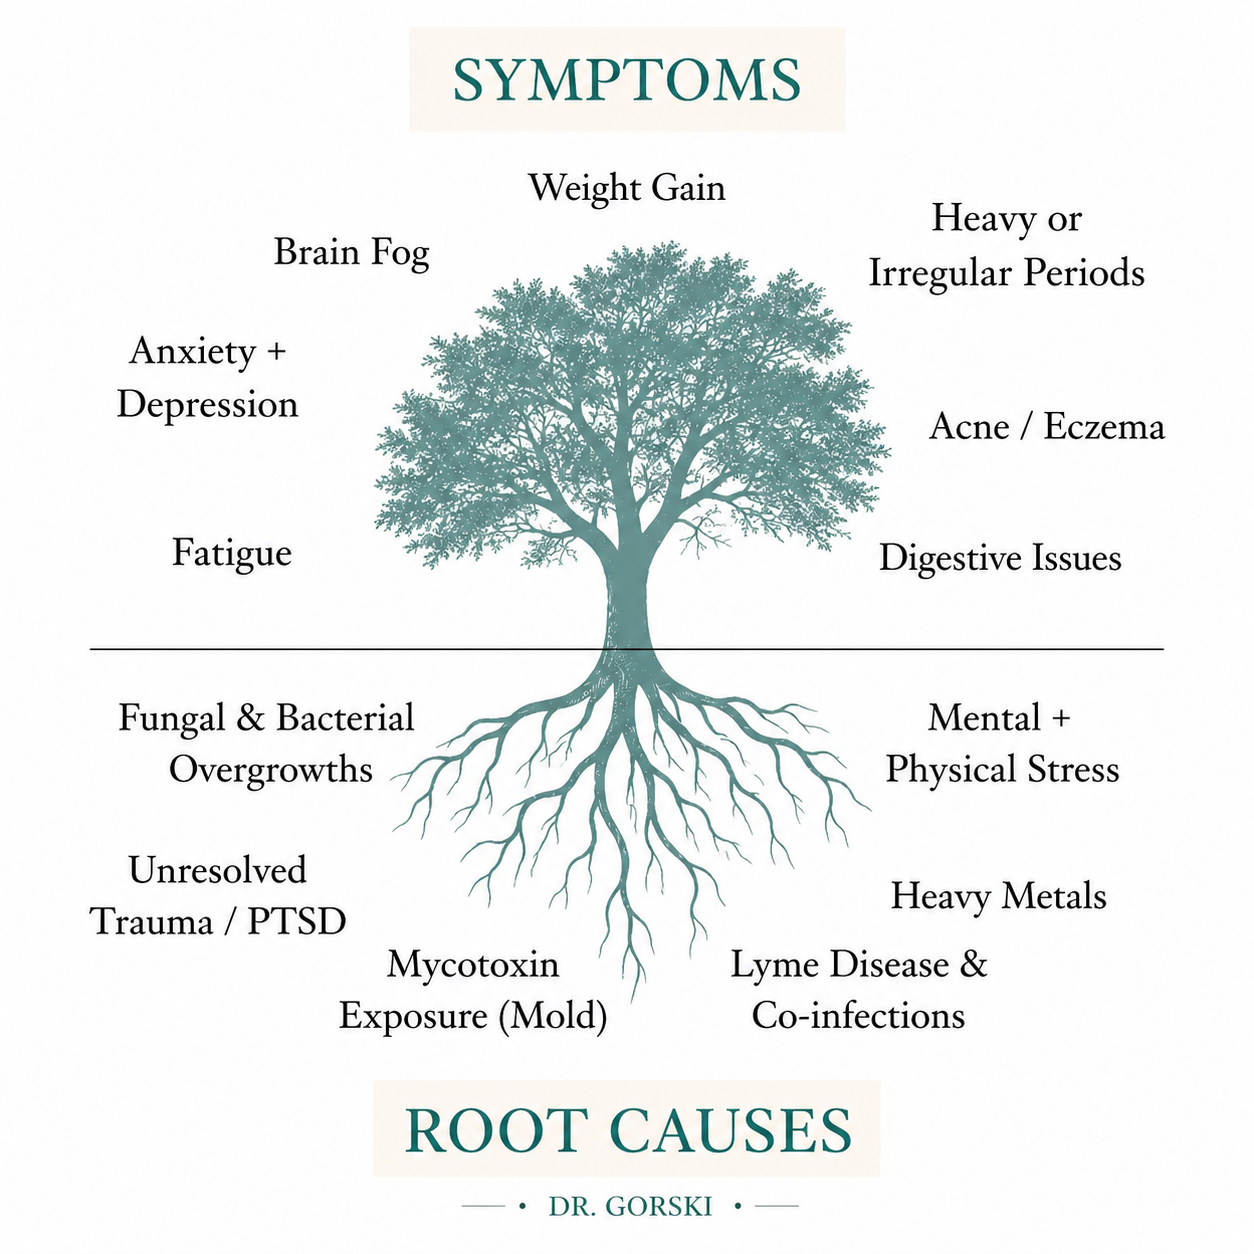 SYMPTOMS
Weight Gain
Heavy or
Irregular Periods
Brain Fog
Anxiety +
Depression
Acne / Eczema
Fatigue
Digestive Issues
Fungal & Bacterial
Overgrowths
Mental +
Physical Stress
Unresolved
Trauma / PTSD
Heavy Metals
Mycotoxin
Exposure (Mold)
Lyme Disease &
Co-infections
ROOT CAUSES
DR. GORSKI